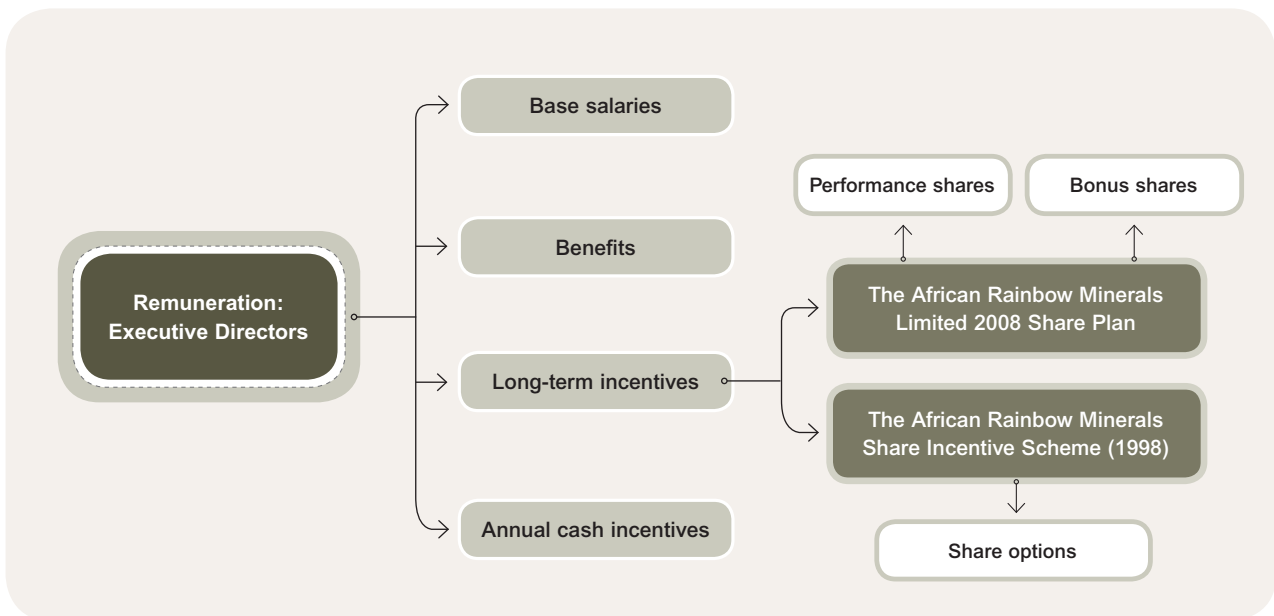 Remuneration:
Executive Directors
Base salaries
Benefits
Long-term incentives
Annual cash incentives
Performance shares
Bonus shares
The African Rainbow Minerals
Limited 2008 Share Plan
The African Rainbow Minerals
Share Incentive Scheme (1998)
Share options